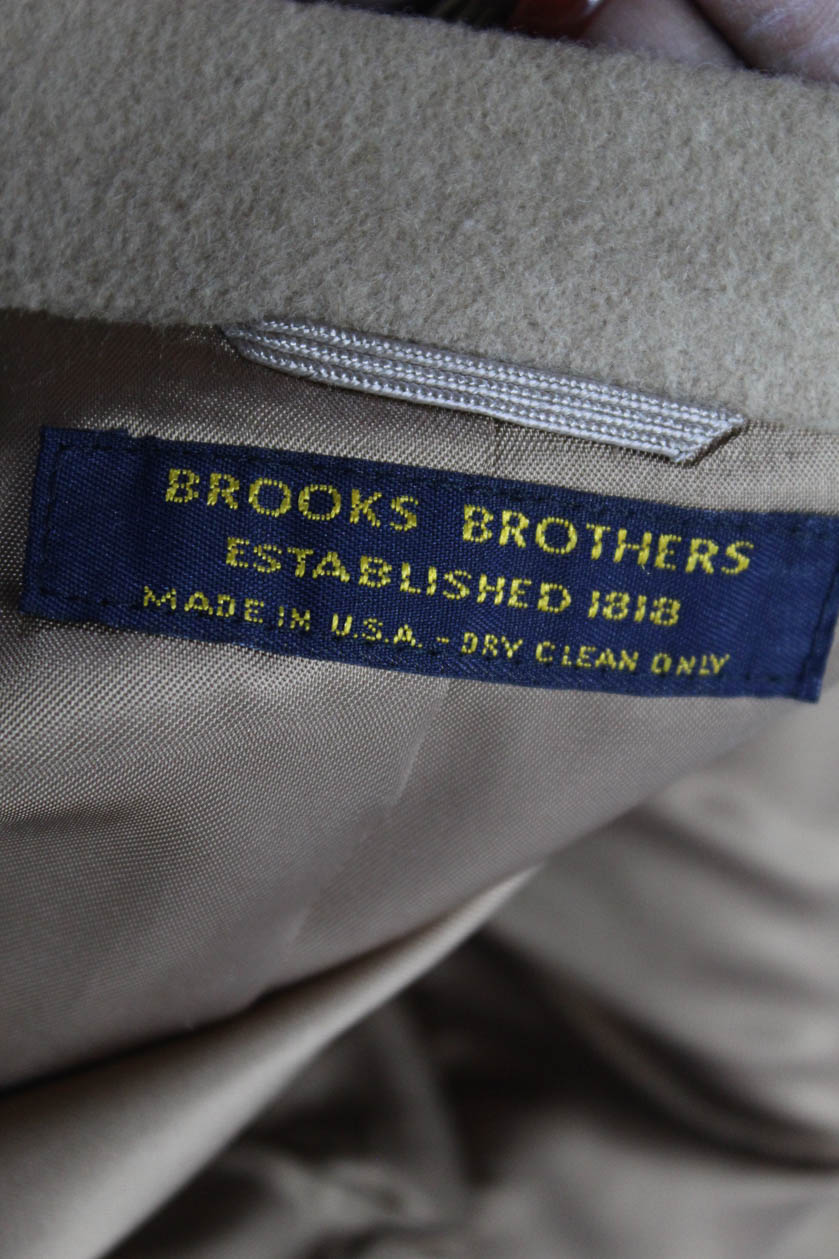 BROOKS BROTHERS
ESTABLISHED 1818
MADE IN U.S.A. - DRY CLEAN ONLY